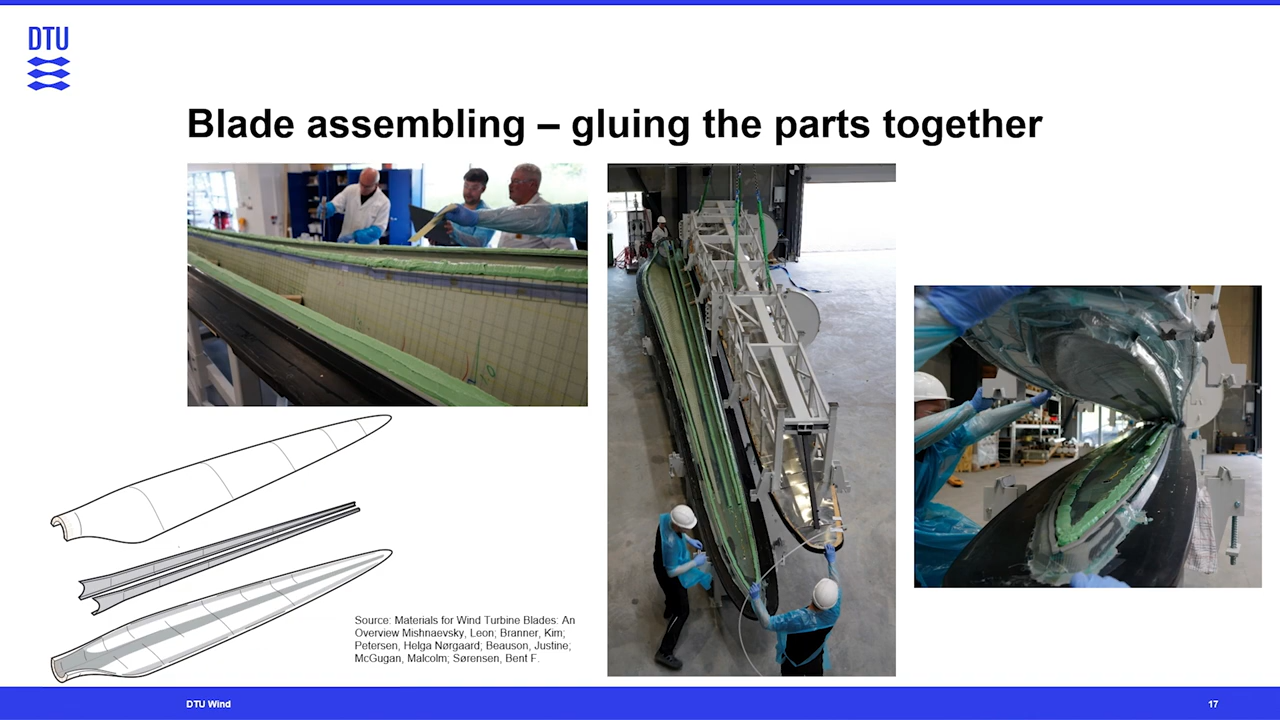 DTU
Blade assembling – gluing the parts together
Source: Materials for Wind Turbine Blades: An
Overview Mishnaevsky, Leon; Branner, Kim;
Petersen, Helga Nørgaard; Beauson, Justine;
McGugan, Malcolm; Sørensen, Bent F.
DTU Wind
17